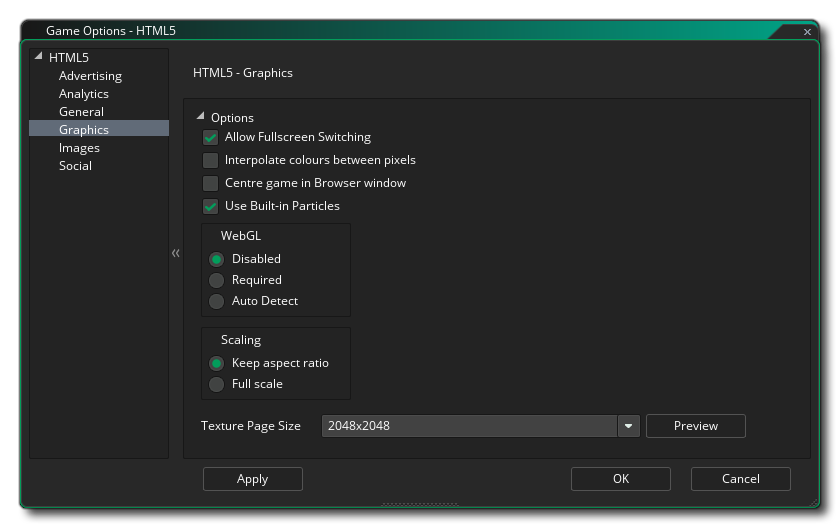 Game Options - HTML5
HTML5
Advertising
Analytics
General
Graphics
Images
Social
HTML5 - Graphics
Options
Allow Fullscreen Switching
Interpolate colours between pixels
Centre game in Browser window
Use Built-in Particles
WebGL
Disabled
Required
Auto Detect
Scaling
Keep aspect ratio
Full scale
Texture Page Size 2048x2048 Preview
Apply OK Cancel